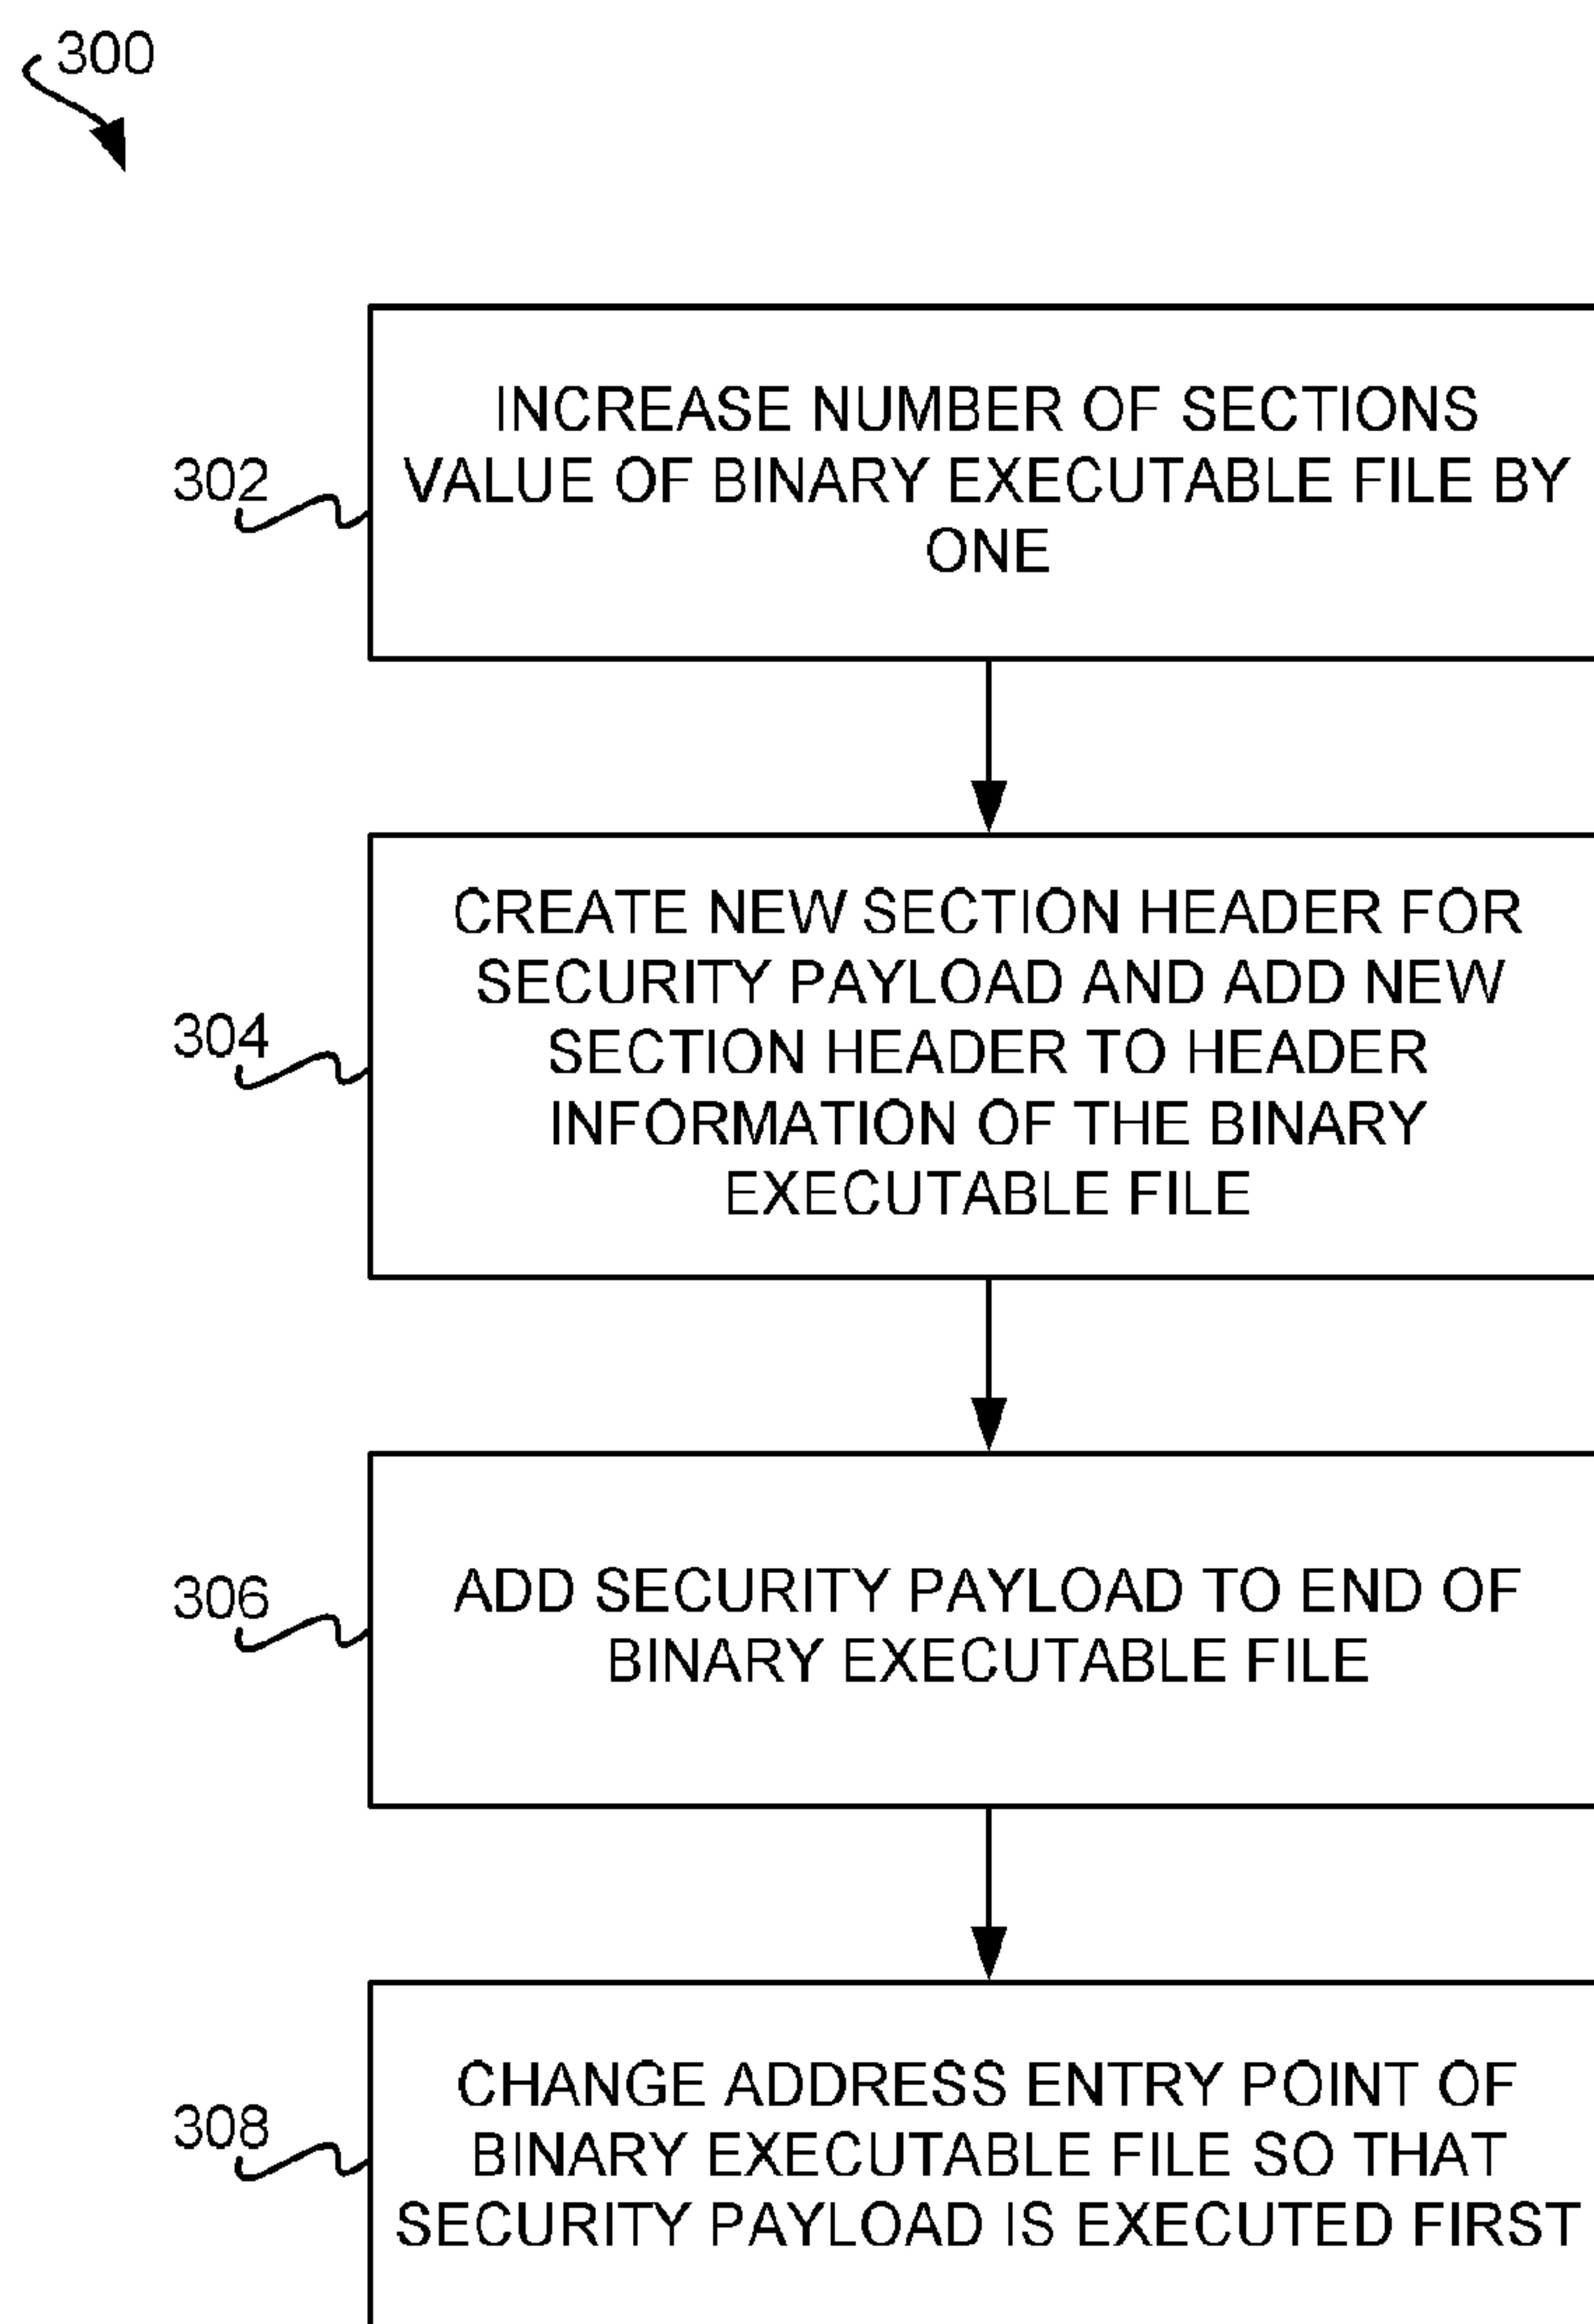 300
INCREASE NUMBER OF SECTIONS
VALUE OF BINARY EXECUTABLE FILE BY
ONE
302
CREATE NEW SECTION HEADER FOR
SECURITY PAYLOAD AND ADD NEW
SECTION HEADER TO HEADER
INFORMATION OF THE BINARY
EXECUTABLE FILE
304
ADD SECURITY PAYLOAD TO END OF
BINARY EXECUTABLE FILE
306
CHANGE ADDRESS ENTRY POINT OF
BINARY EXECUTABLE FILE SO THAT
SECURITY PAYLOAD IS EXECUTED FIRST
308